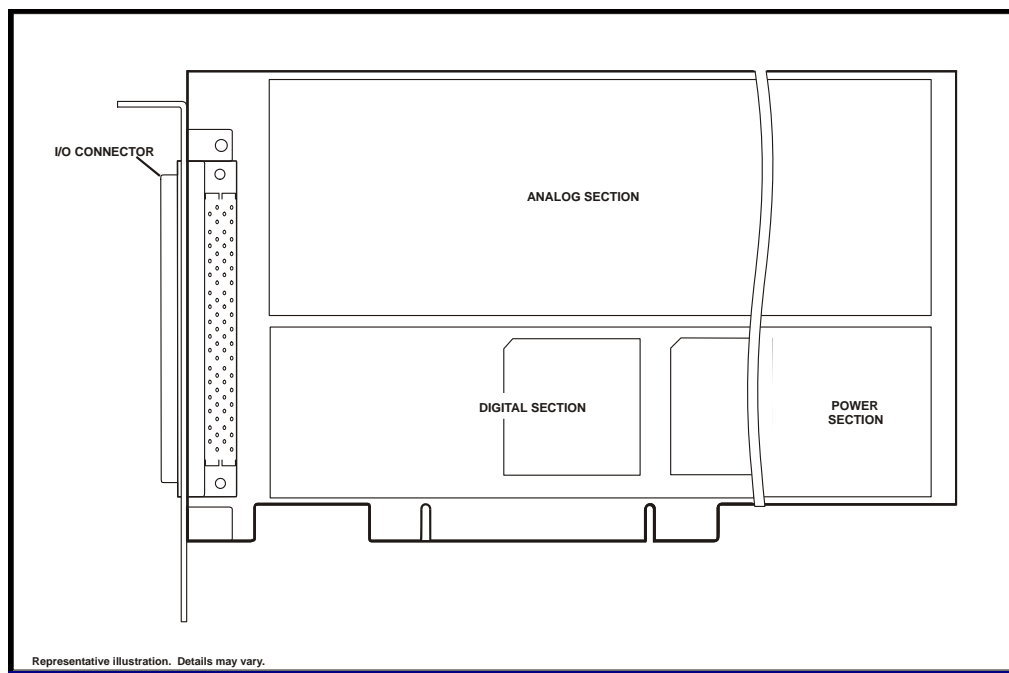 I/O CONNECTOR
ANALOG SECTION
DIGITAL SECTION
POWER
SECTION
Representative illustration.  Details may vary.